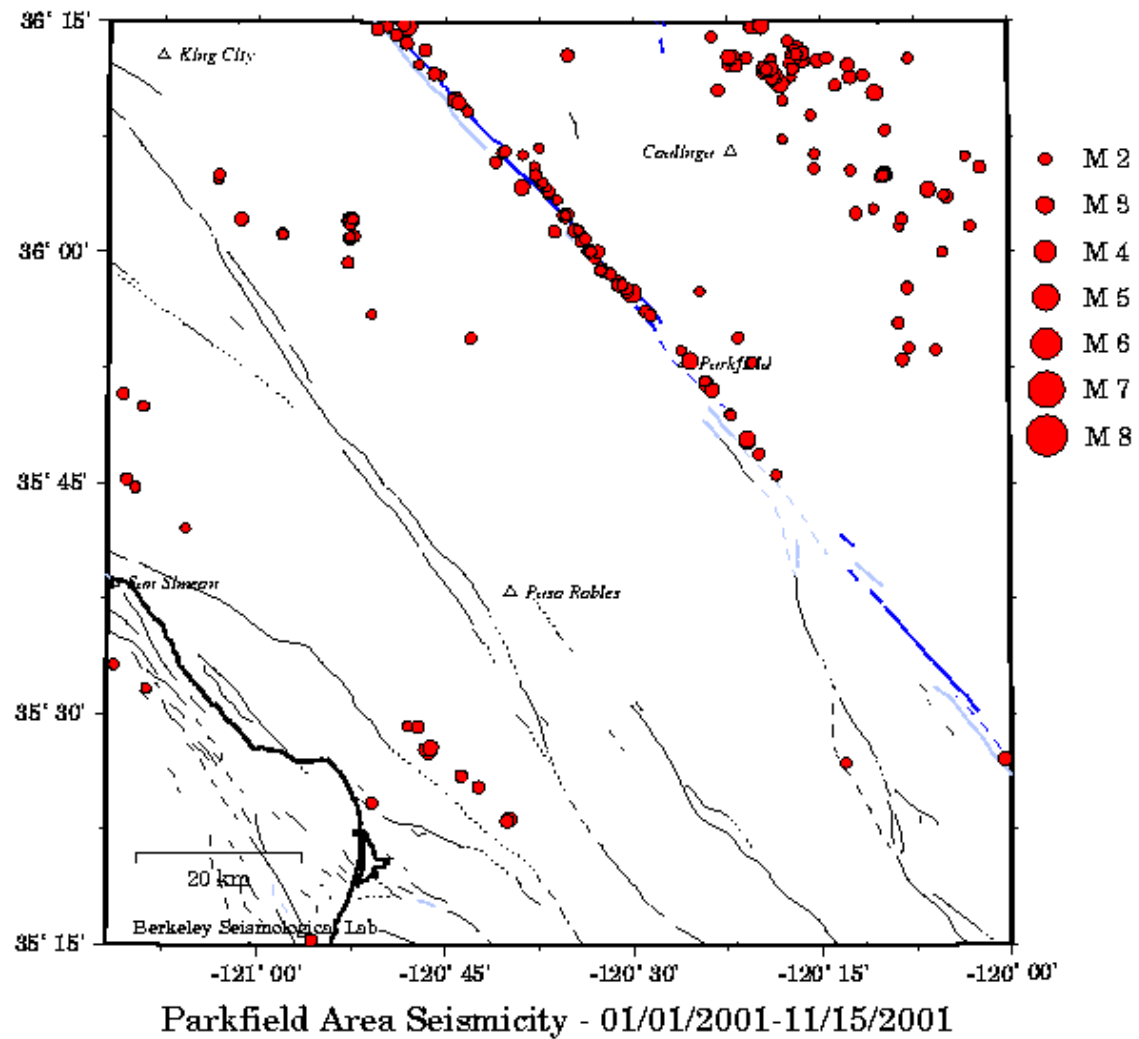 36° 15'
King City
Coalinga
M 2
M 3
M 4
36° 00'
M 5
M 6
Parkfield
M 7
M 8
35° 45'
San Simeon
Paso Robles
35° 30'
20 km
Berkeley Seismological Lab
35° 15'
-121° 00' -120° 45' -120° 30' -120° 15' -120° 00'
Parkfield Area Seismicity - 01/01/2001-11/15/2001